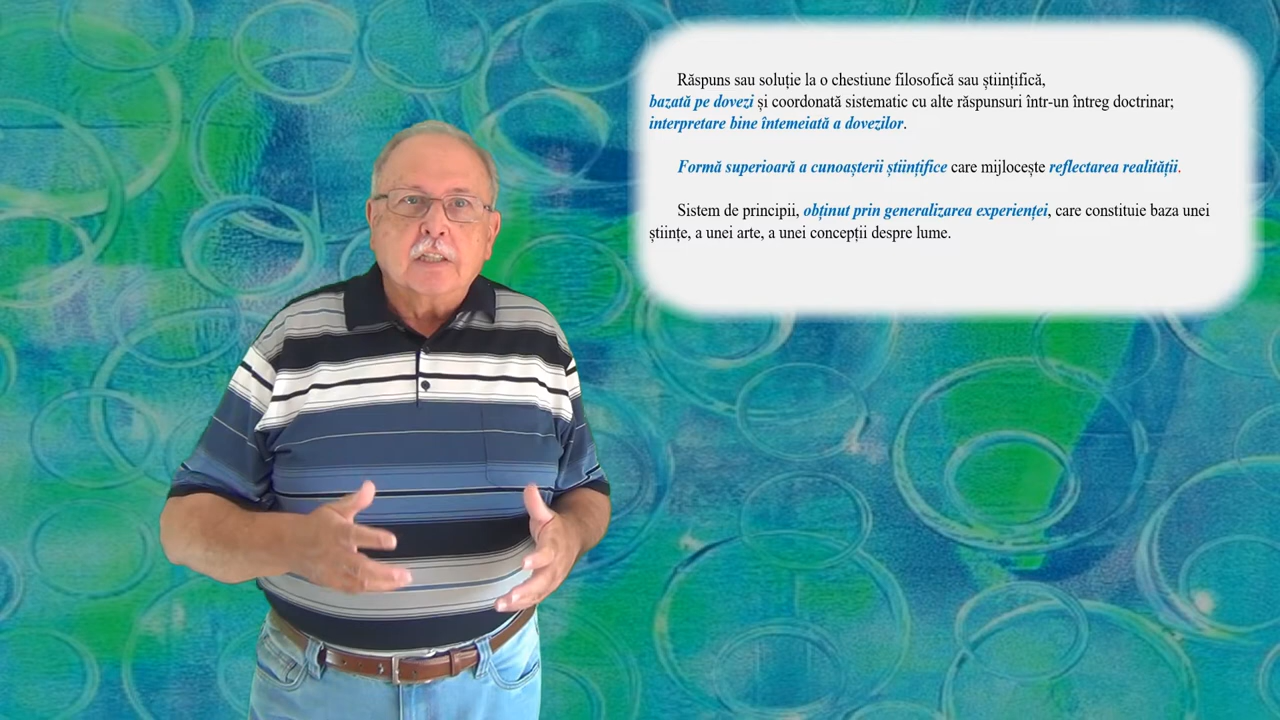 Răspuns sau soluție la o chestiune filosofică sau științifică,
bazată pe dovezi și coordonată sistematic cu alte răspunsuri într-un întreg doctrinar;
interpretare bine întemeiată a dovezilor.
Formă superioară a cunoașterii științifice care mijlocește reflectarea realității.
Sistem de principii, obținut prin generalizarea experienței, care constituie baza unei
științe, a unei arte, a unei concepții despre lume.